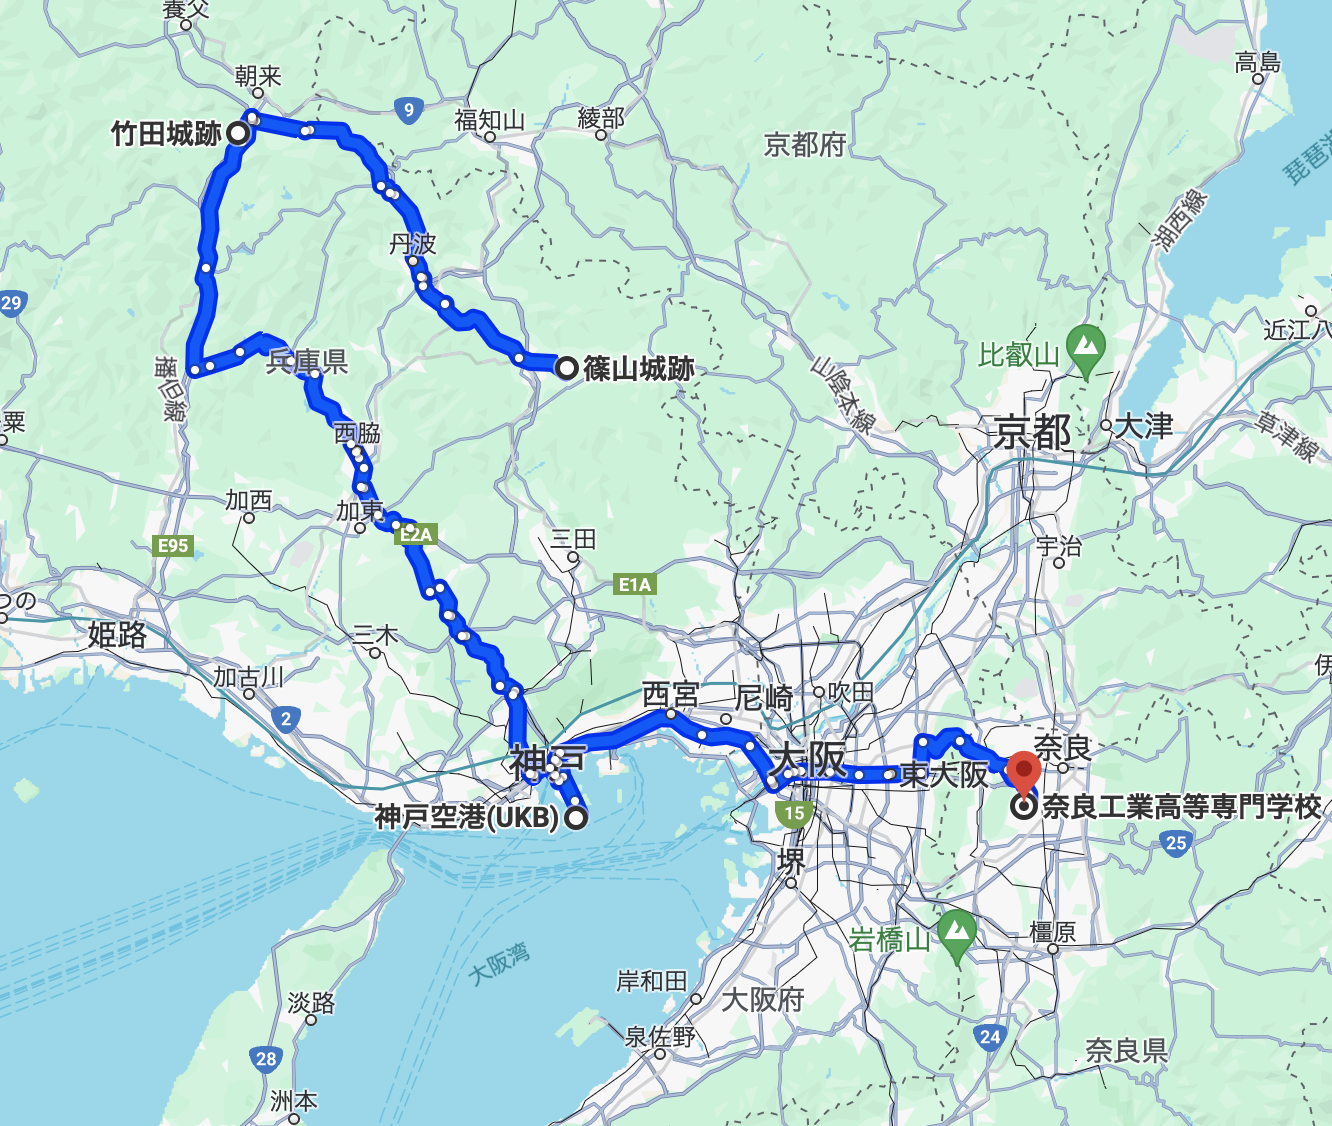 養父
朝来
高島
9
竹田城跡
福知山
綾部
京都府
琵琶湖
湖西線
丹波
29
近江八
比叡山
兵庫県
篠山城跡
播但線
山陰本線
粟
西脇
京都
大津
草津線
加西
加東
E2A
E95
三田
宇治
E1A
つの
姫路
三木
加古川
西宮
尼崎
吹田
伊
2
神戸
大阪
東大阪
奈良
神戸空港(UKB)
15
奈良工業高等専門学校
25
堺
岩橋山
橿原
大阪湾
岸和田
大阪府
淡路
泉佐野
24
奈良県
28
洲本